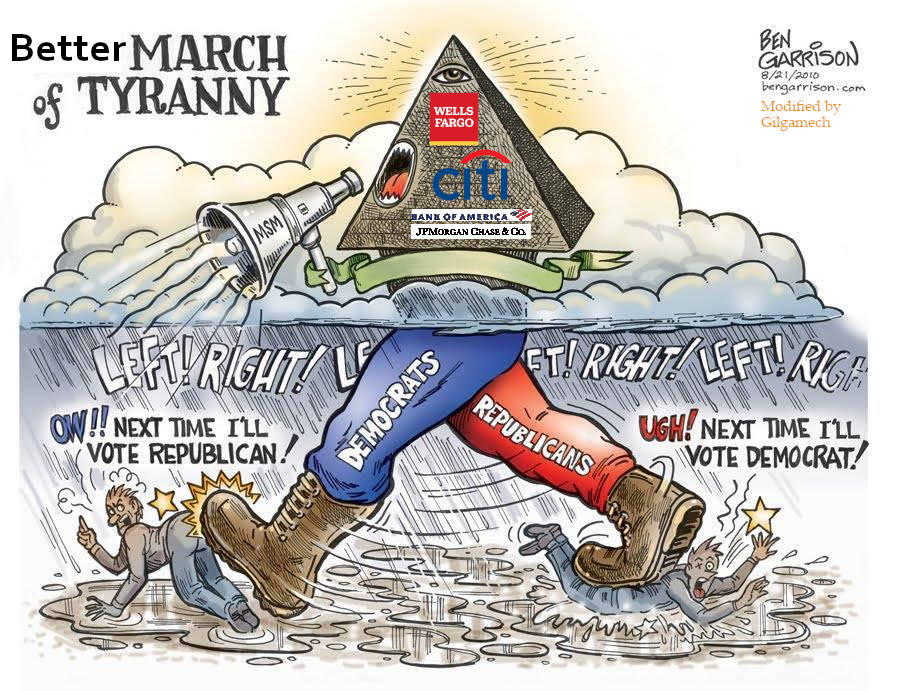 Better MARCH
of TYRANNY
BEN
GARRISON
8/21/2010
bengarrison.com
Modified by
Gilgamech
WELLS
FARGO
citi
BANK OF AMERICA
JPMORGAN CHASE & CO.
MSM
LEFT! RIGHT! LE FT! RIGHT! LEFT! RIGH
DEMOCRATS
REPUBLICANS
OW!! NEXT TIME I'LL
VOTE REPUBLICAN!
UGH! NEXT TIME I'LL
VOTE DEMOCRAT!